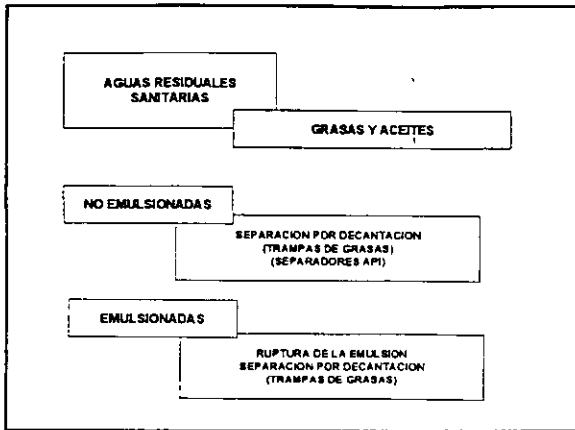 AGUAS RESIDUALES
SANITARIAS
GRASAS Y ACEITES
NO EMULSIONADAS
SEPARACION POR DECANTACION
(TRAMPAS DE GRASAS)
(SEPARADORES API)
EMULSIONADAS
RUPTURA DE LA EMULSION
SEPARACION POR DECANTACION
(TRAMPAS DE GRASAS)